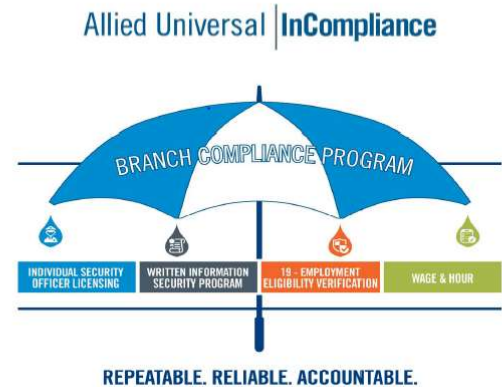 Allied Universal | InCompliance
BRANCH COMPLIANCE PROGRAM
INDIVIDUAL SECURITY
OFFICER LICENSING
WRITTEN INFORMATION
SECURITY PROGRAM
19 - EMPLOYMENT
ELIGIBILITY VERIFICATION
WAGE & HOUR
REPEATABLE. RELIABLE. ACCOUNTABLE.